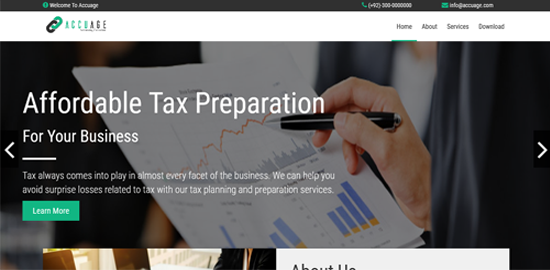 Welcome To Accuage
(+92)-300-0000000
info@accuage.com
ACCUAGE
Home
About
Services
Download
Affordable Tax Preparation
For Your Business
Tax always comes into play in almost every facet of the business. We can help you
avoid surprise losses related to tax with our tax planning and preparation services.
Learn More
About Us